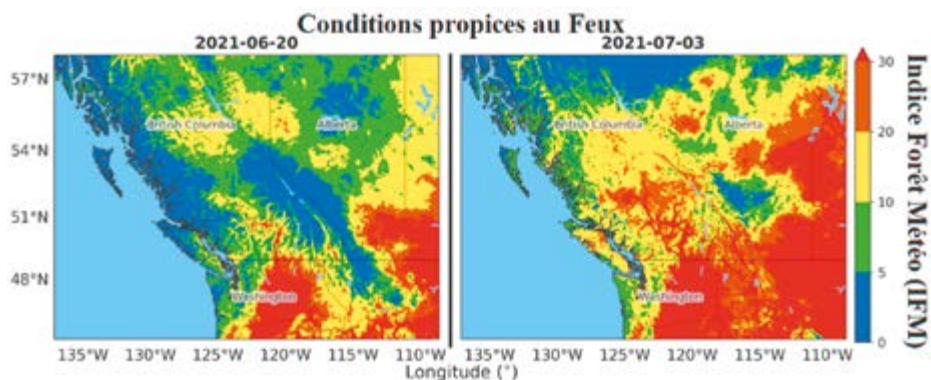 Conditions propices au Feux
2021-06-20
2021-07-03
57°N
54°N
51°N
48°N
British Columbia
Alberta
Washington
British Columbia
Alberta
Washington
135°W 130°W 125°W 120°W 115°W 110°W
135°W 130°W 125°W 120°W 115°W 110°W
Longitude (°)
30
20
10
5
0
Indice Forêt Météo (IFM)